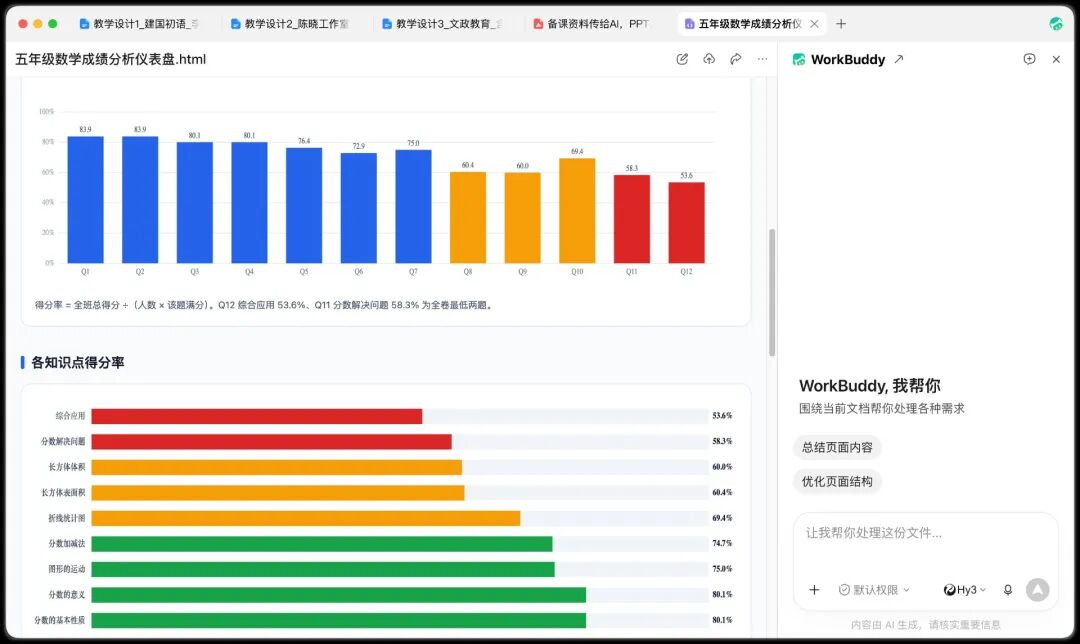 教学设计1_建国初语_
教学设计2_陈晓工作室
教学设计3_文政教育_
备课资料传给AI，PPT
五年级数学成绩分析仪
五年级数学成绩分析仪表盘.html
WorkBuddy
100%
80%
60%
40%
20%
0%
83.9
83.9
80.1
80.1
76.4
72.9
75.0
60.4
60.0
69.4
58.3
53.6
Q1
Q2
Q3
Q4
Q5
Q6
Q7
Q8
Q9
Q10
Q11
Q12
得分率 = 全班总得分 ÷（人数 × 该题满分）。Q12 综合应用 53.6%、Q11 分数解决问题 58.3% 为全卷最低两题。
各知识点得分率
综合应用 53.6%
分数解决问题 58.3%
长方体体积 60.0%
长方体表面积 60.4%
折线统计图 69.4%
分数加减法 74.7%
图形的运动 75.0%
分数的意义 80.1%
分数的基本性质 80.1%
WorkBuddy, 我帮你
围绕当前文档帮你处理各种需求
总结页面内容
优化页面结构
让我帮你处理这份文件...
默认权限
Hy3
内容由 AI 生成，请核实重要信息